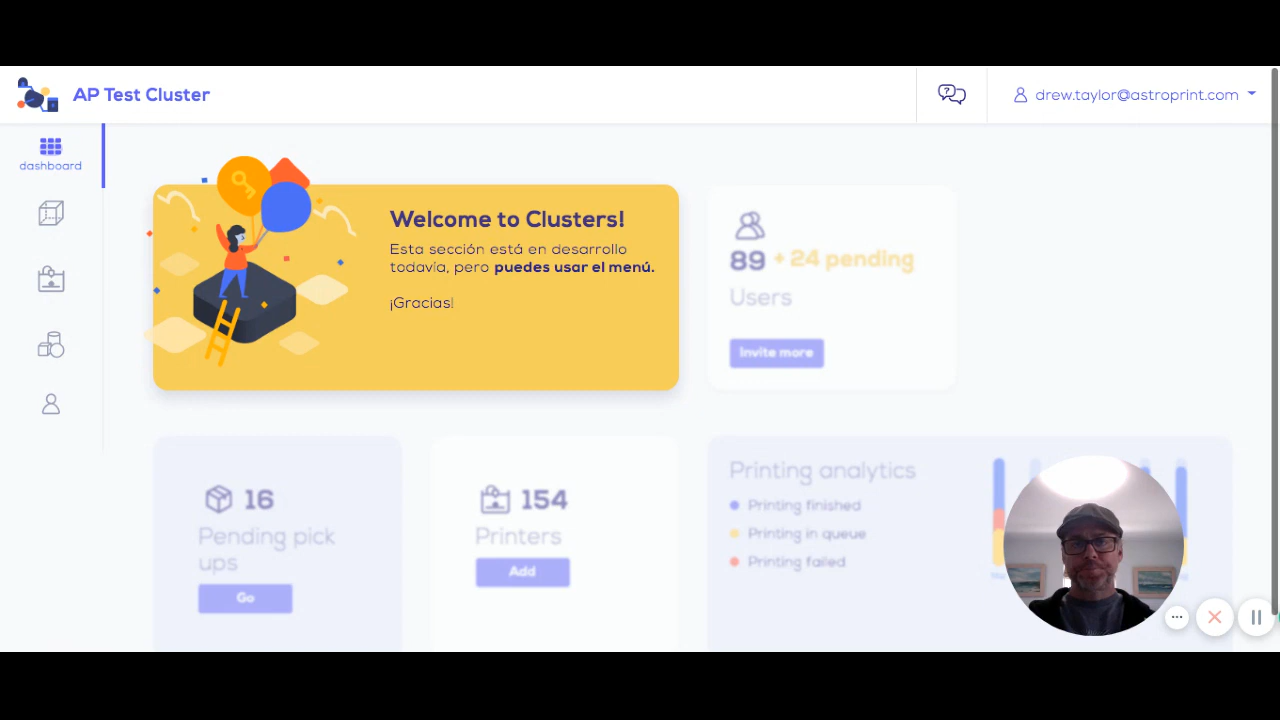 AP Test Cluster
drew.taylor@astroprint.com
dashboard
Welcome to Clusters!
Esta sección está en desarrollo
todavía, pero puedes usar el menú.
¡Gracias!
89 + 24 pending
Users
Invite more
16
Pending pick
ups
Go
154
Printers
Add
Printing analytics
Printing finished
Printing in queue
Printing failed